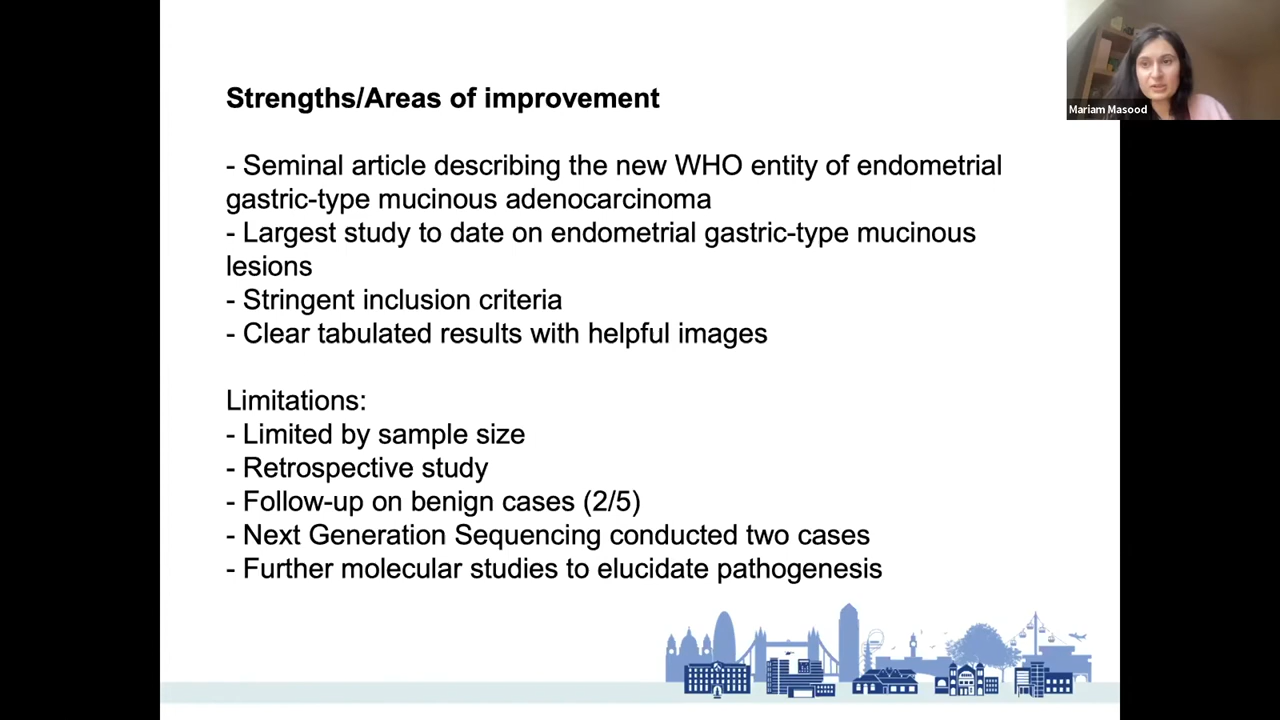 Strengths/Areas of improvement
- Seminal article describing the new WHO entity of endometrial
gastric-type mucinous adenocarcinoma
- Largest study to date on endometrial gastric-type mucinous
lesions
- Stringent inclusion criteria
- Clear tabulated results with helpful images
Limitations:
- Limited by sample size
- Retrospective study
- Follow-up on benign cases (2/5)
- Next Generation Sequencing conducted two cases
- Further molecular studies to elucidate pathogenesis
Mariam Masood